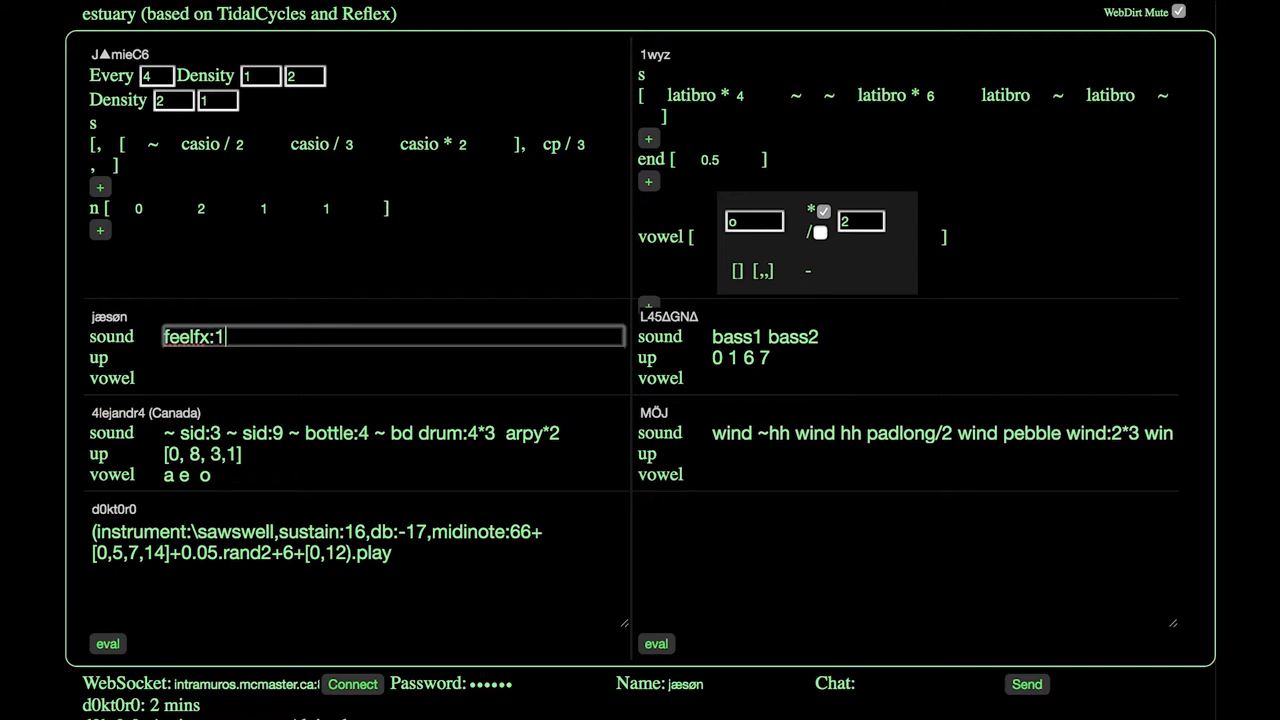 estuary (based on TidalCycles and Reflex)
WebDirt Mute
J▲mieC6
Every 4 Density 1 2
Density 2 1
s
[, [ ~ casio / 2 casio / 3 casio * 2 ], cp / 3
, ]
+
n [ 0 2 1 1 ]
+
1wyz
s
[ latibro * 4 ~ ~ latibro * 6 latibro ~ latibro ~
]
+
end [ 0.5 ]
+
o * 2
/
vowel [ ]
[] [,,] -
+
jæsøn
sound feelfx:1
up
vowel
L45∆GN∆
sound bass1 bass2
up 0 1 6 7
vowel
4lejandr4 (Canada)
sound ~ sid:3 ~ sid:9 ~ bottle:4 ~ bd drum:4*3 arpy*2
up [0, 8, 3,1]
vowel a e o
MÖJ
sound wind ~hh wind hh padlong/2 wind pebble wind:2*3 win
up
vowel
d0kt0r0
(instrument:\sawswell,sustain:16,db:-17,midinote:66+
[0,5,7,14]+0.05.rand2+6+[0,12).play
eval
eval
WebSocket: intramuros.mcmaster.ca: Connect Password: •••••• Name: jæsøn Chat: Send
d0kt0r0: 2 mins